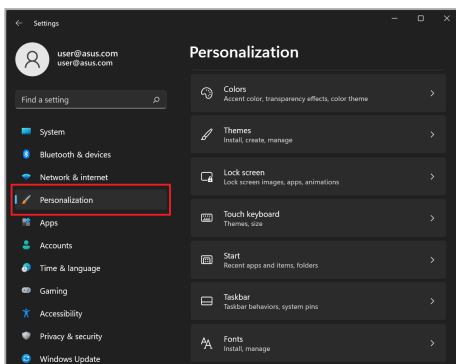 Settings
user@asus.com
user@asus.com
Find a setting
System
Bluetooth & devices
Network & internet
Personalization
Apps
Accounts
Time & language
Gaming
Accessibility
Privacy & security
Windows Update
Personalization
Colors
Accent color, transparency effects, color theme
Themes
Install, create, manage
Lock screen
Lock screen images, apps, animations
Touch keyboard
Themes, size
Start
Recent apps and items, folders
Taskbar
Taskbar behaviors, system pins
Fonts
Install, manage